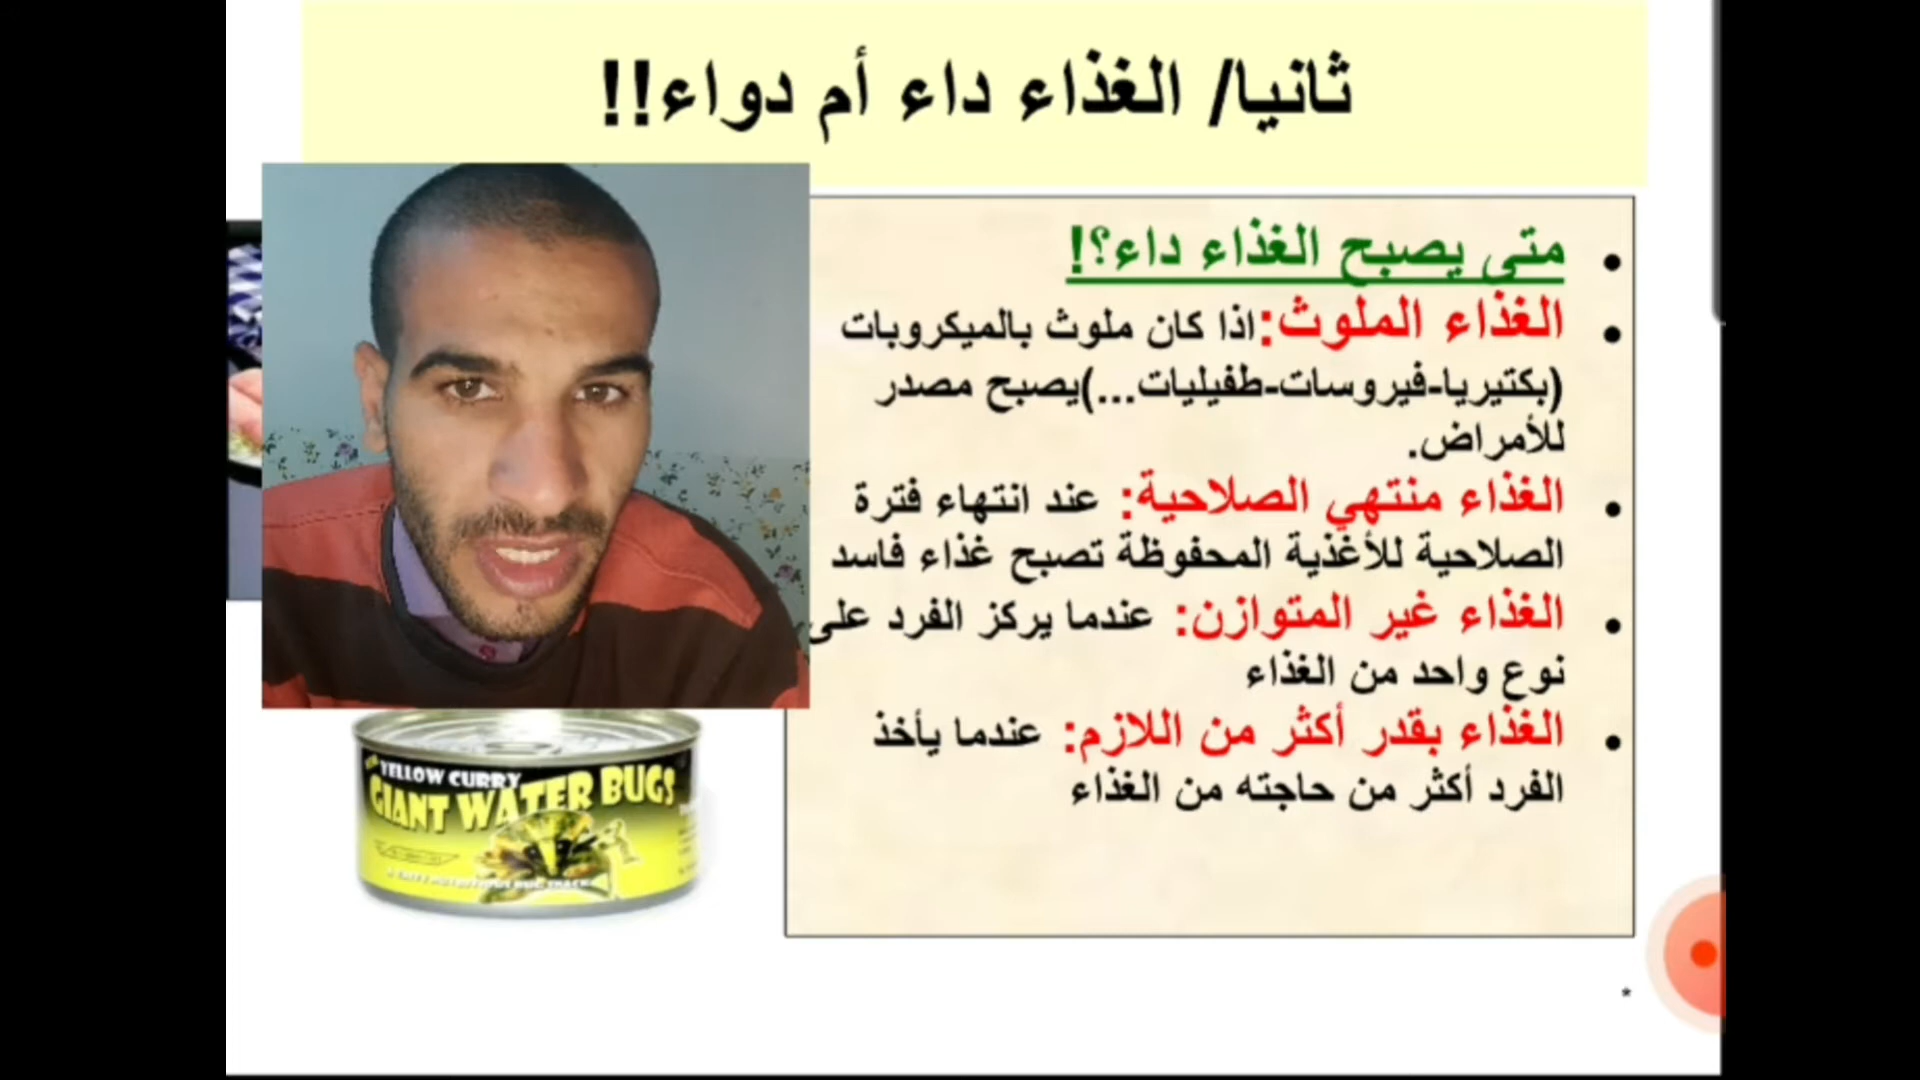 ثانيا/ الغذاء داء أم دواء!!
متى يصبح الغذاء داء؟!
الغذاء الملوث:اذا كان ملوث بالميكروبات
(بكتيريا-فيروسات-طفيليات...)يصبح مصدر
للأمراض.
الغذاء منتهي الصلاحية: عند انتهاء فترة
الصلاحية للأغذية المحفوظة تصبح غذاء فاسد
الغذاء غير المتوازن: عندما يركز الفرد على
نوع واحد من الغذاء
الغذاء بقدر أكثر من اللازم: عندما يأخذ
الفرد أكثر من حاجته من الغذاء
YELLOW CURRY
GIANT WATER BUGS
*